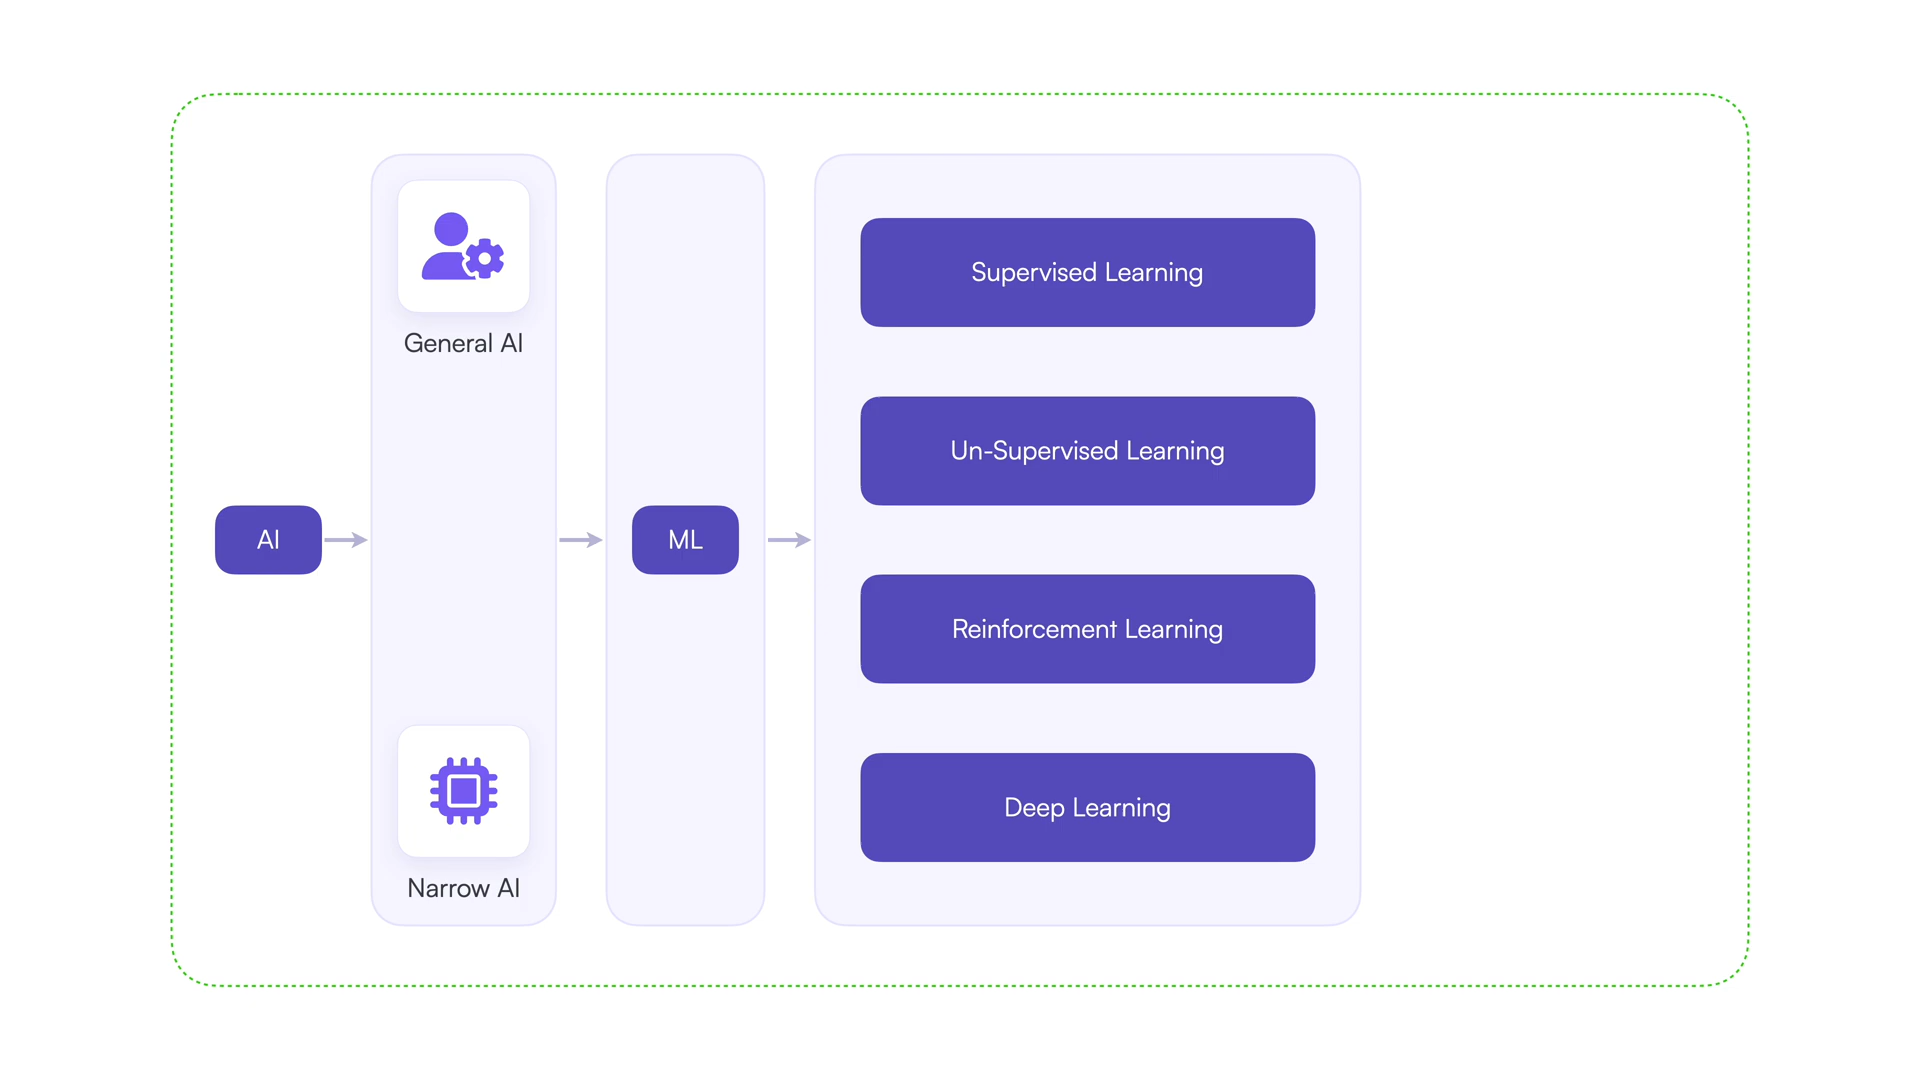 AI
General AI
Narrow AI
ML
Supervised Learning
Un-Supervised Learning
Reinforcement Learning
Deep Learning